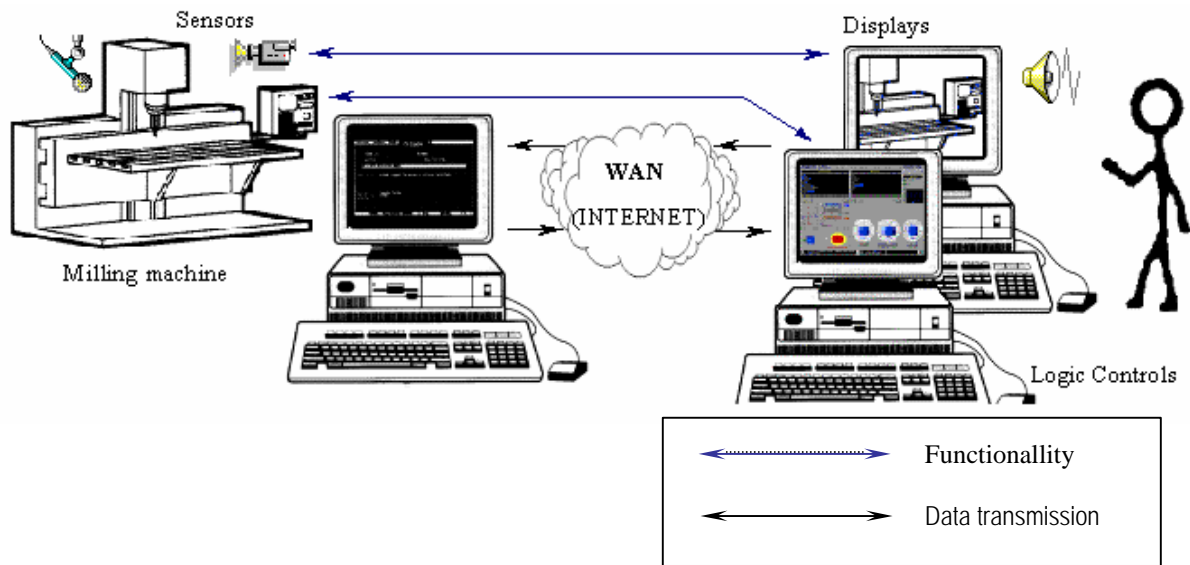 Sensors
Displays
WAN
(INTERNET)
Milling machine
Logic Controls
Functionallity
Data transmission